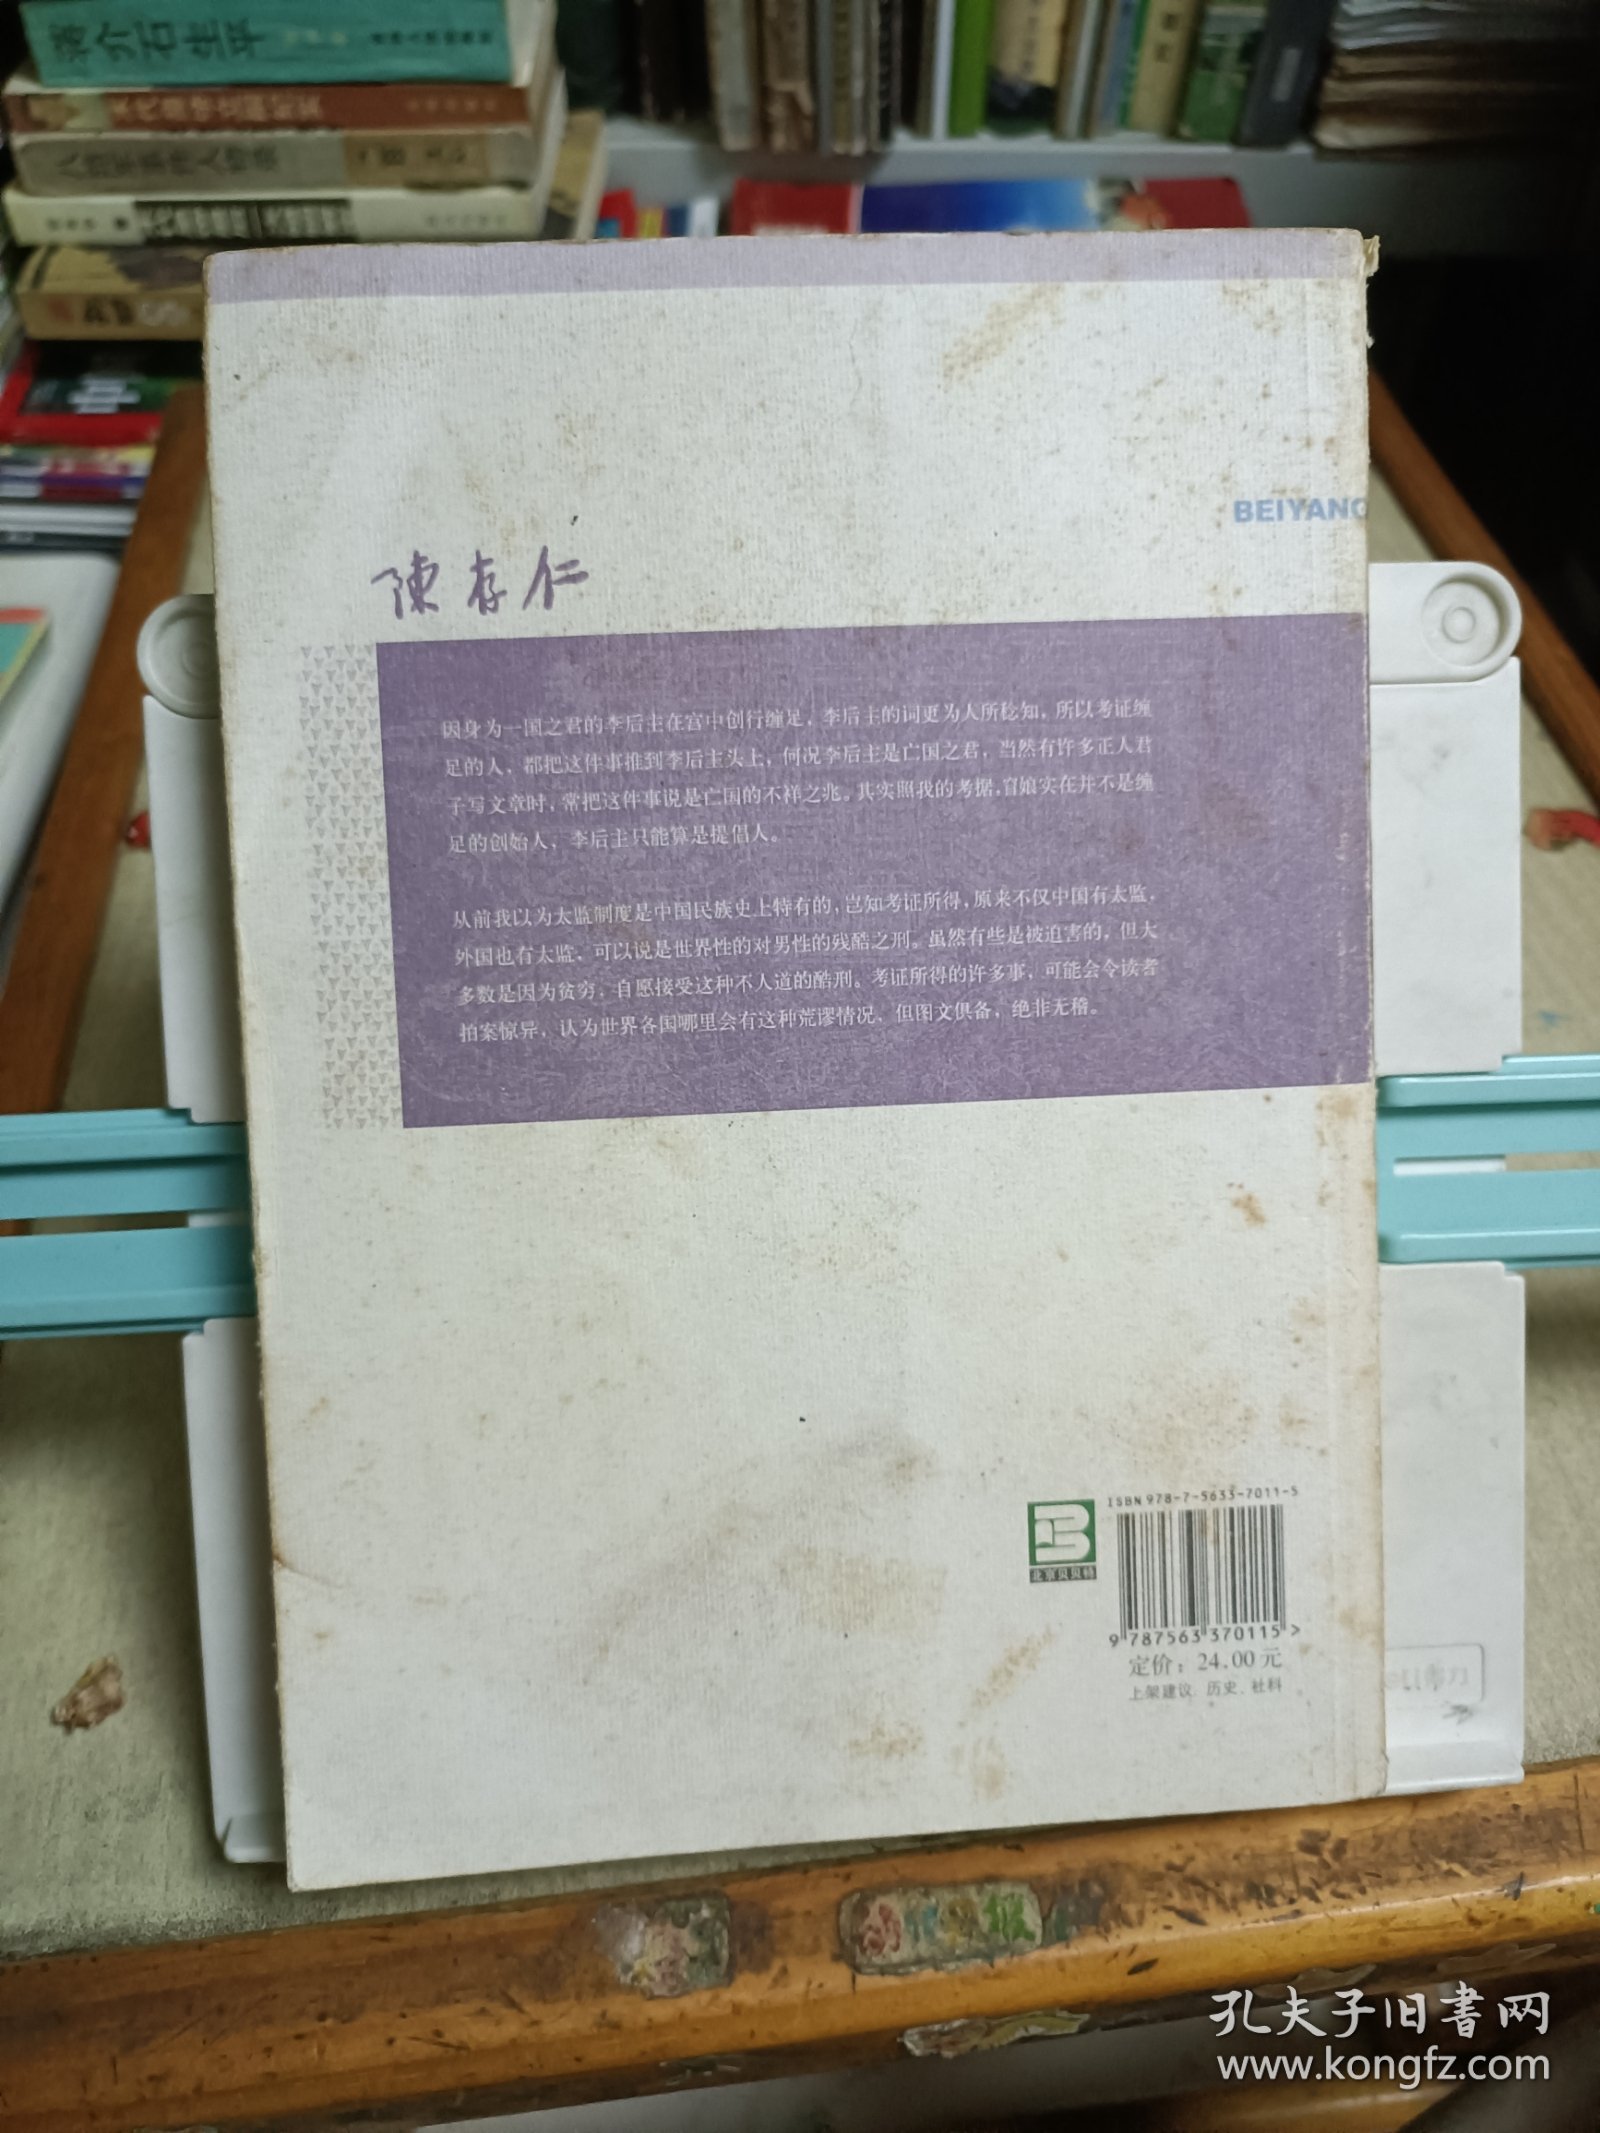 蒋介石生平
BEIYANG
陳存仁
因身为一国之君的李后主在宫中创行缠足，李后主的词更为人所稔知，所以考证缠
足的人，都把这件事推到李后主头上，何况李后主是亡国之君，当然有许多正人君
子写文章时，常把这件事说是亡国的不祥之兆。其实照我的考据，窅娘实在并不是缠
足的创始人，李后主只能算是提倡人。
从前我以为太监制度是中国民族史上特有的，岂知考证所得，原来不仅中国有太监，
外国也有太监，可以说是世界性的对男性的残酷之刑。虽然有些是被迫害的，但大
多数是因为贫穷，自愿接受这种不人道的酷刑。考证所得的许多事，可能会令读者
拍案惊异，认为世界各国哪里会有这种荒谬情况，但图文俱备，绝非无稽。
ISBN 978-7-5633-7011-5
北京贝贝特
9 787563 370115 >
定价：24.00元
上架建议：历史、社科
孔夫子旧書网
www.kongfz.com